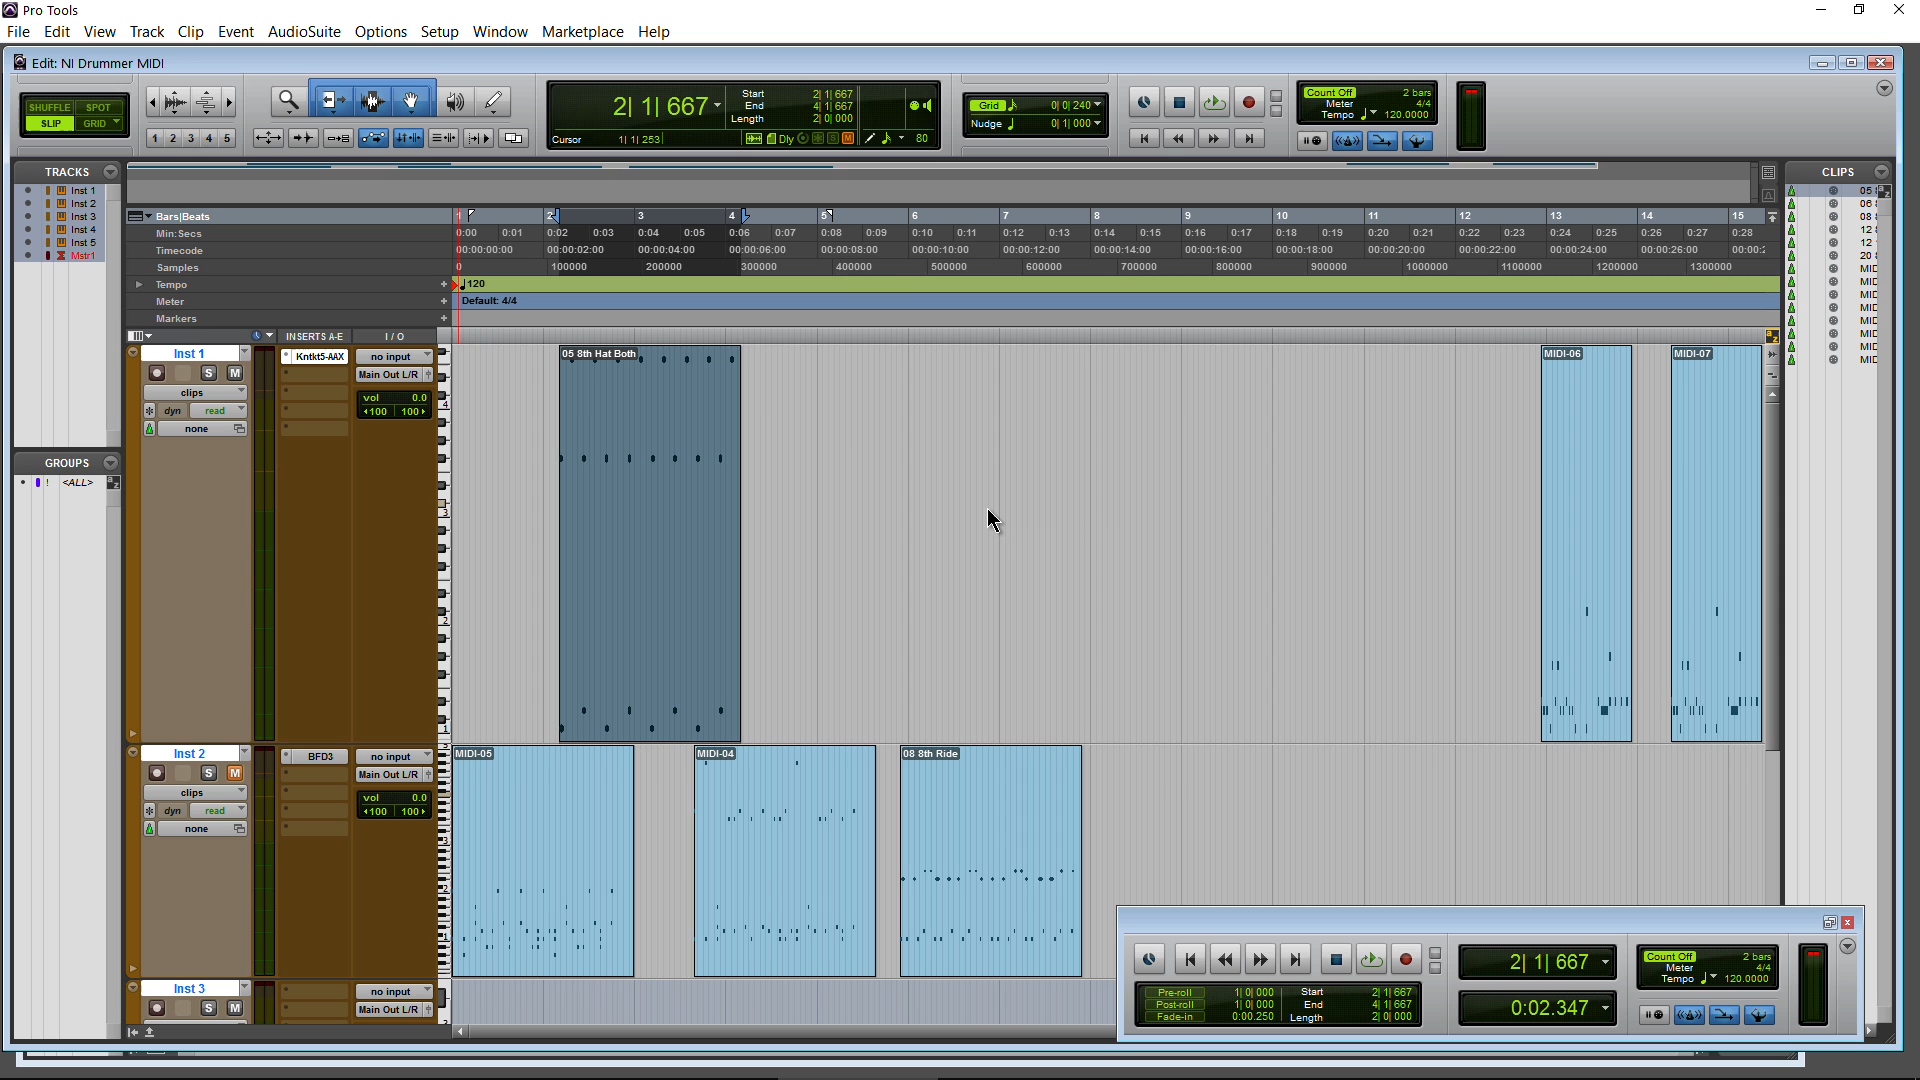 Pro Tools
File Edit View Track Clip Event AudioSuite Options Setup Window Marketplace Help
Edit: NI Drummer MIDI
SHUFFLE SPOT
SLIP GRID
1 2 3 4 5
2| 1| 667
Start 2| 1| 667
End 4| 1| 667
Length 2| 0| 000
Cursor 1| 1| 253
Dly S M 80
Grid 0| 0| 240
Nudge 0| 1| 000
Count Off 2 bars
Meter 4/4
Tempo 120.0000
TRACKS
Inst 1
Inst 2
Inst 3
Inst 4
Inst 5
Mstr1
GROUPS
! <ALL>
a z
CLIPS
05
06
08
12
12
20
MIC
MIC
MIC
MIC
MIC
MIC
MIC
MIC
Bars|Beats 1 2 3 4 5 6 7 8 9 10 11 12 13 14 15
Min:Secs 0:00 0:01 0:02 0:03 0:04 0:05 0:06 0:07 0:08 0:09 0:10 0:11 0:12 0:13 0:14 0:15 0:16 0:17 0:18 0:19 0:20 0:21 0:22 0:23 0:24 0:25 0:26 0:27 0:28
Timecode 00:00:00:00 00:00:02:00 00:00:04:00 00:00:06:00 00:00:08:00 00:00:10:00 00:00:12:00 00:00:14:00 00:00:16:00 00:00:18:00 00:00:20:00 00:00:22:00 00:00:24:00 00:00:26:00 00:00:2
Samples 0 100000 200000 300000 400000 500000 600000 700000 800000 900000 1000000 1100000 1200000 1300000
Tempo + 120
Meter + Default: 4/4
Markers +
INSERTS A-E I / O
Inst 1 Kntkt5-AAX no input
S M Main Out L/R
clips vol 0.0
dyn read 100 100
none
05 8th Hat Both MIDI-06 MIDI-07
4
3
2
1
Inst 2 BFD3 no input
S M Main Out L/R
clips vol 0.0
dyn read 100 100
none
MIDI-05 MIDI-04 08 8th Ride
3
2
1
Inst 3 no input
S M Main Out L/R
Pre-roll 1| 0| 000 Start 2| 1| 667
Post-roll 1| 0| 000 End 4| 1| 667
Fade-in 0:00.250 Length 2| 0| 000
2| 1| 667
0:02.347
Count Off 2 bars
Meter 4/4
Tempo 120.0000